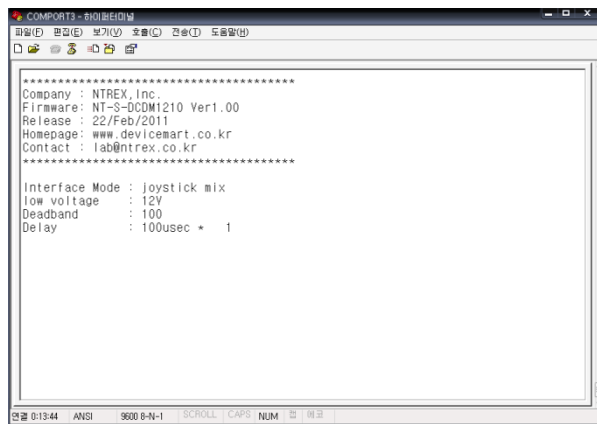 COMPORT3 - 하이퍼터미널
파일(F) 편집(E) 보기(V) 호출(C) 전송(T) 도움말(H)
***************************************
Company : NTREX,Inc.
Firmware: NT-S-DCDM1210 Ver1.00
Release : 22/Feb/2011
Homepage: www.devicemart.co.kr
Contact : lab@ntrex.co.kr
***************************************
Interface Mode : joystick mix
low voltage : 12V
Deadband : 100
Delay : 100usec * 1
연결 0:13:44 ANSI 9600 8-N-1 SCROLL CAPS NUM 캡 에코